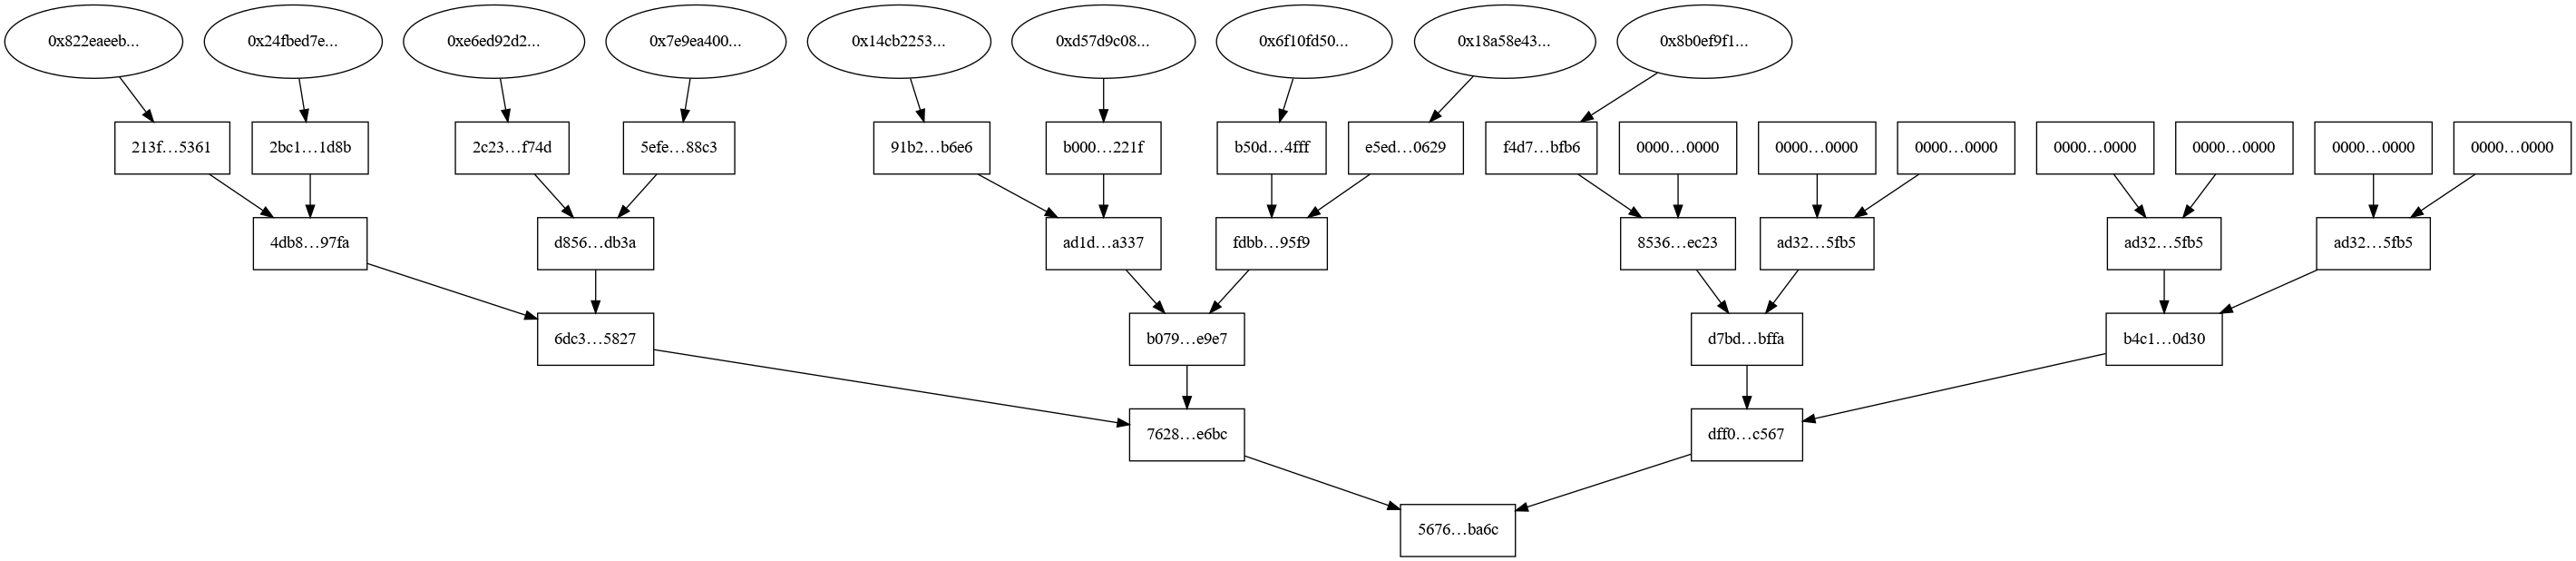 0x822eaeeb... 0x24fbed7e... 0xe6ed92d2... 0x7e9ea400... 0x14cb2253... 0xd57d9c08... 0x6f10fd50... 0x18a58e43... 0x8b0ef9f1...
213f…5361 2bc1…1d8b 2c23…f74d 5efe…88c3 91b2…b6e6 b000…221f b50d…4fff e5ed…0629 f4d7…bfb6 0000…0000 0000…0000 0000…0000 0000…0000 0000…0000 0000…0000 0000…0000
4db8…97fa d856…db3a ad1d…a337 fdbb…95f9 8536…ec23 ad32…5fb5 ad32…5fb5 ad32…5fb5
6dc3…5827 b079…e9e7 d7bd…bffa b4c1…0d30
7628…e6bc dff0…c567
5676…ba6c